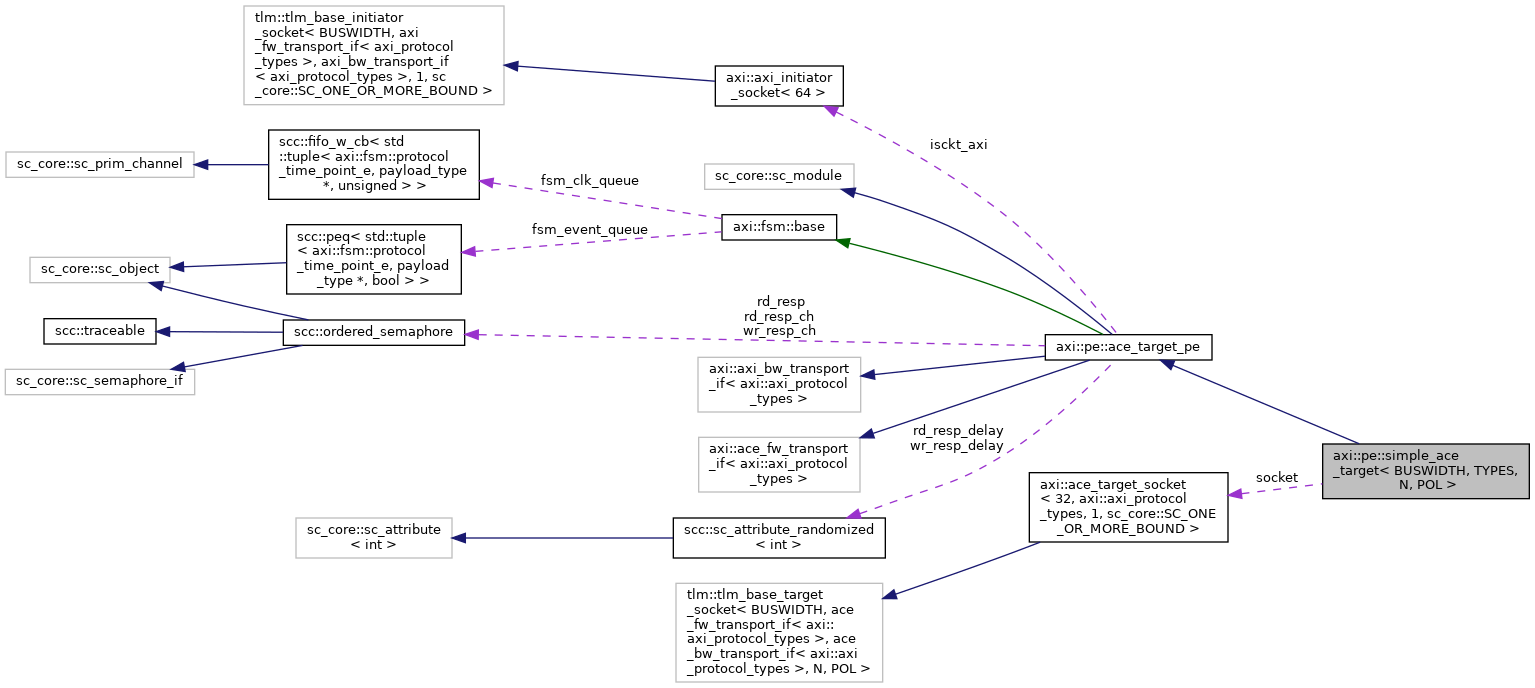 tlm::tlm_base_initiator
_socket< BUSWIDTH, axi
_fw_transport_if< axi_protocol
_types >, axi_bw_transport_if
< axi_protocol_types >, 1, sc
_core::SC_ONE_OR_MORE_BOUND >
axi::axi_initiator
_socket< 64 >
isckt_axi
scc::fifo_w_cb< std
::tuple< axi::fsm::protocol
_time_point_e, payload_type
*, unsigned > >
sc_core::sc_prim_channel
fsm_clk_queue
sc_core::sc_module
axi::fsm::base
fsm_event_queue
scc::peq< std::tuple
< axi::fsm::protocol
_time_point_e, payload
_type *, bool > >
sc_core::sc_object
scc::traceable
scc::ordered_semaphore
sc_core::sc_semaphore_if
rd_resp
rd_resp_ch
wr_resp_ch
axi::pe::ace_target_pe
axi::axi_bw_transport
_if< axi::axi_protocol
_types >
axi::ace_fw_transport
_if< axi::axi_protocol
_types >
rd_resp_delay
wr_resp_delay
axi::pe::simple_ace
_target< BUSWIDTH, TYPES,
N, POL >
socket
axi::ace_target_socket
< 32, axi::axi_protocol
_types, 1, sc_core::SC_ONE
_OR_MORE_BOUND >
sc_core::sc_attribute
< int >
scc::sc_attribute_randomized
< int >
tlm::tlm_base_target
_socket< BUSWIDTH, ace
_fw_transport_if< axi::
axi_protocol_types >, ace
_bw_transport_if< axi::axi
_protocol_types >, N, POL >